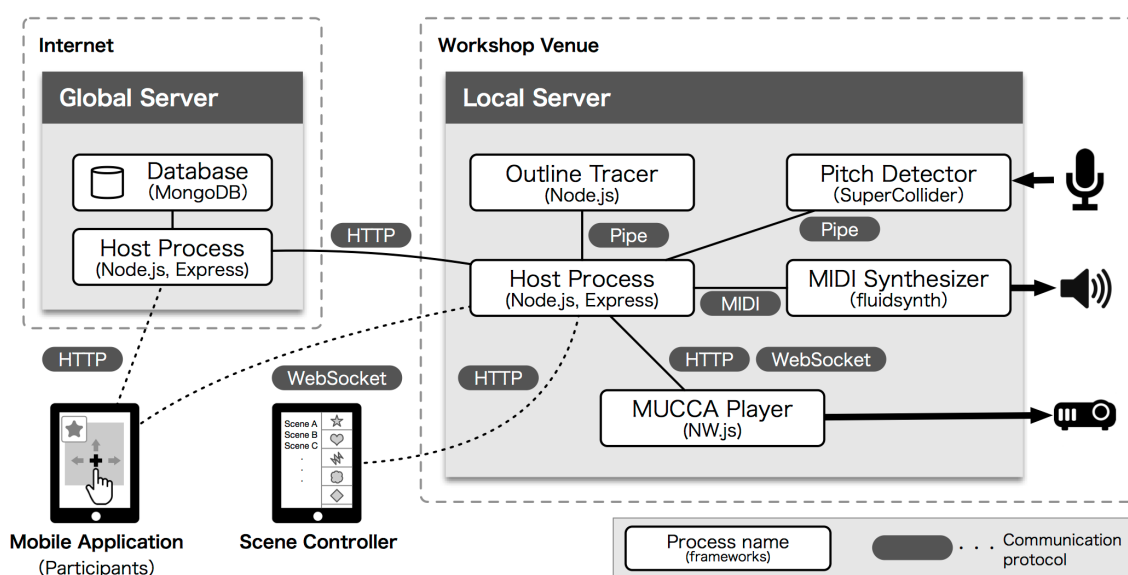 Internet
Global Server
Database
(MongoDB)
Host Process
(Node.js, Express)
HTTP
HTTP
Workshop Venue
Local Server
Outline Tracer
(Node.js)
Pitch Detector
(SuperCollider)
Pipe
Pipe
Host Process
(Node.js, Express)
MIDI
MIDI Synthesizer
(fluidsynth)
HTTP
WebSocket
HTTP
WebSocket
MUCCA Player
(NW.js)
Scene A
Scene B
Scene C
Mobile Application
(Participants)
Scene Controller
Process name
(frameworks)
· · · Communication
protocol